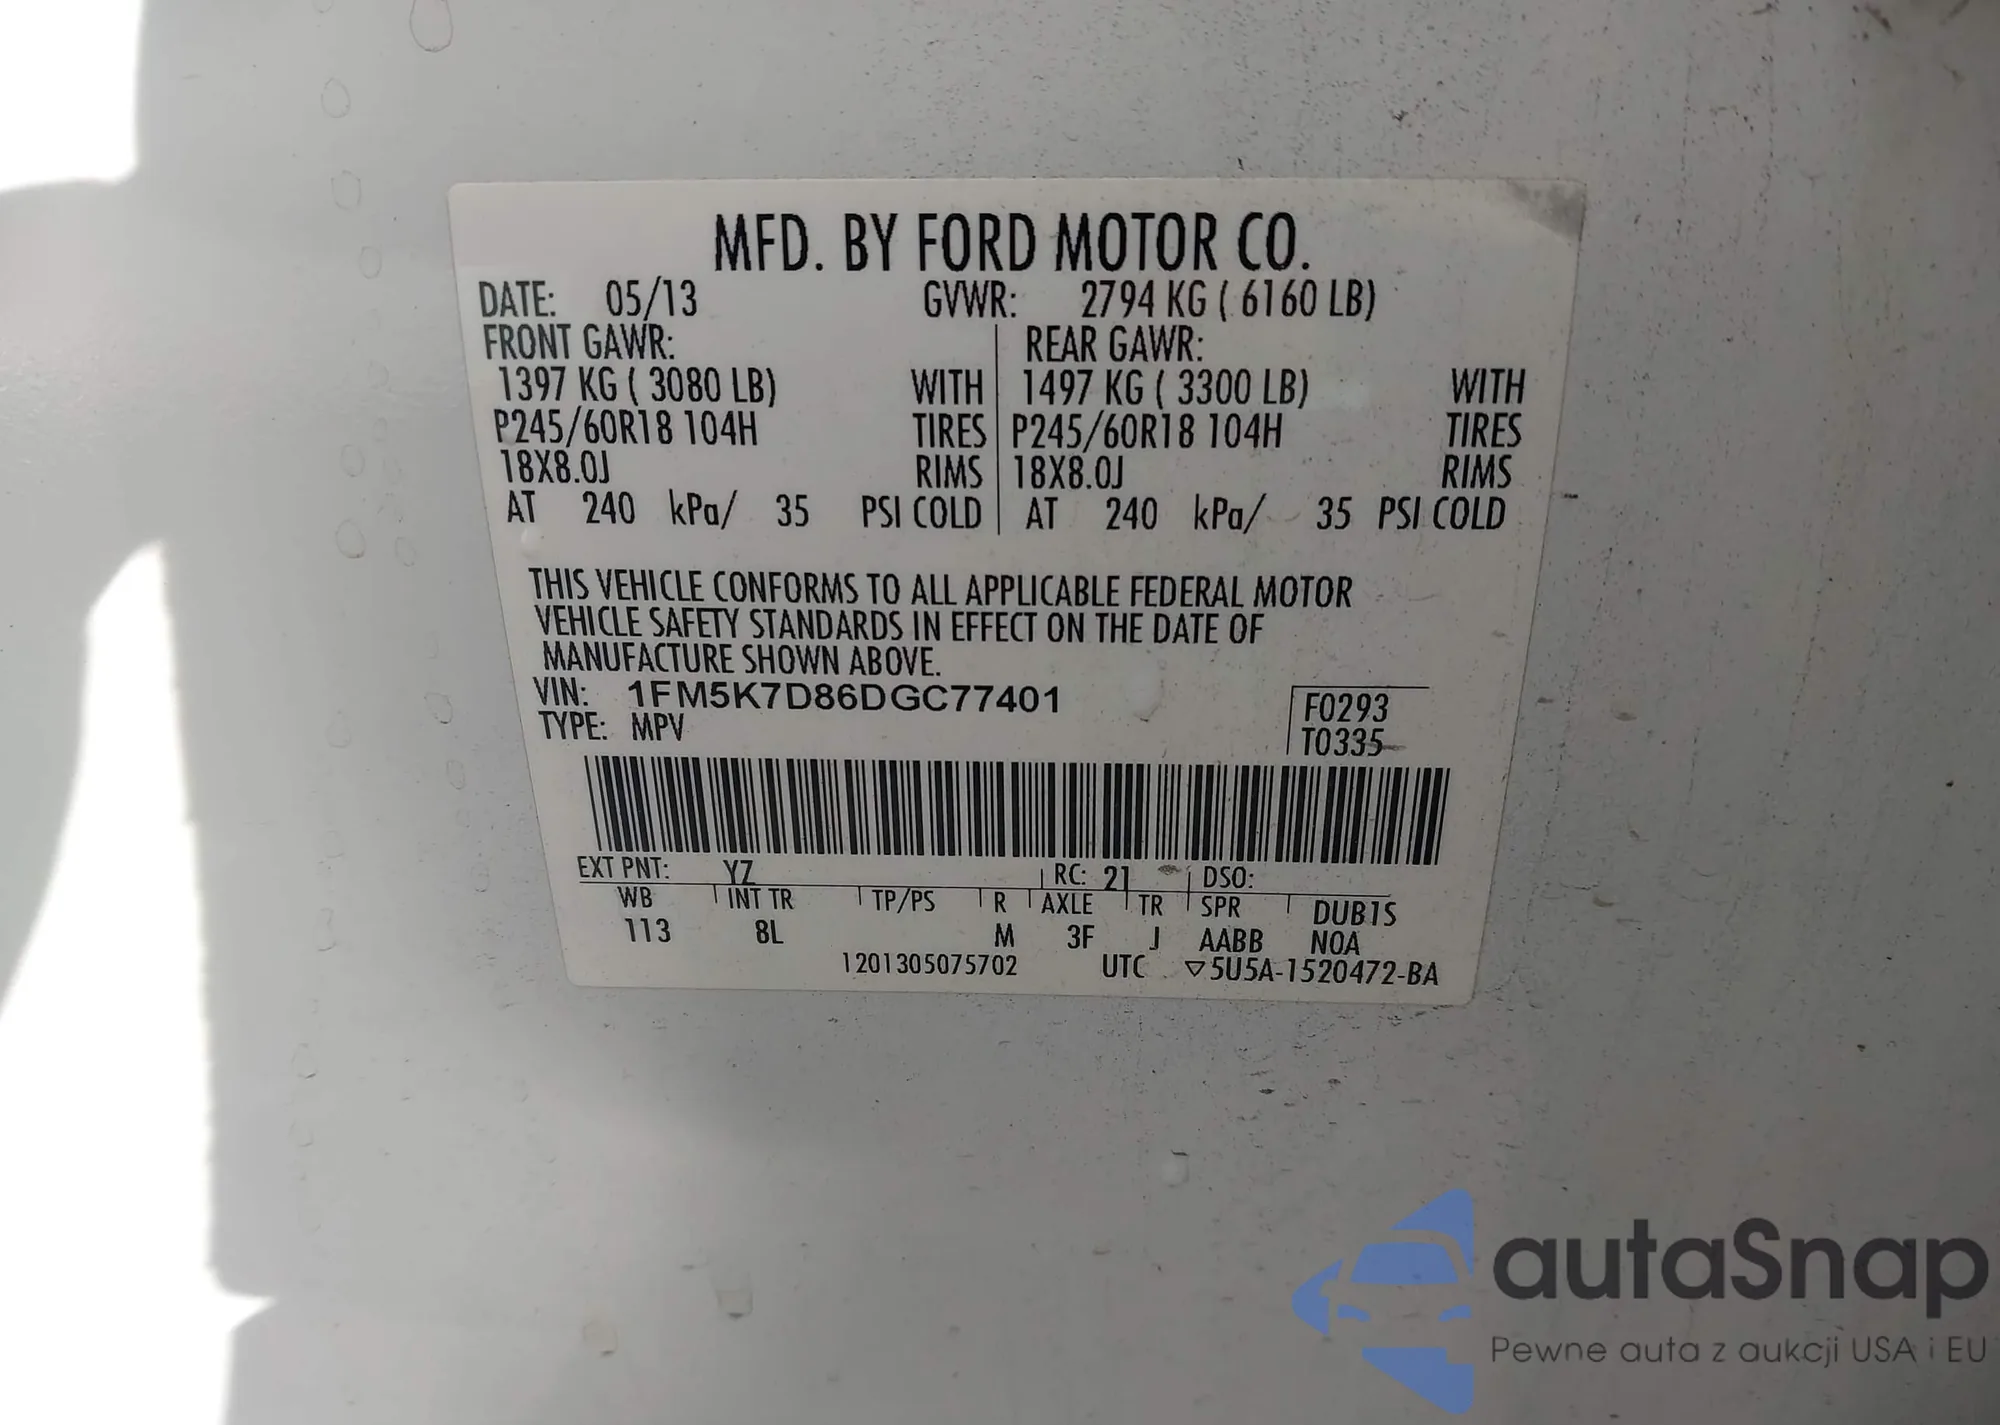 MFD. BY FORD MOTOR CO.
DATE: 05/13 GVWR: 2794 KG ( 6160 LB)
FRONT GAWR: REAR GAWR:
1397 KG ( 3080 LB) WITH 1497 KG ( 3300 LB) WITH
P245/60R18 104H TIRES P245/60R18 104H TIRES
18X8.0J RIMS 18X8.0J RIMS
AT 240 kPa/ 35 PSI COLD AT 240 kPa/ 35 PSI COLD
THIS VEHICLE CONFORMS TO ALL APPLICABLE FEDERAL MOTOR
VEHICLE SAFETY STANDARDS IN EFFECT ON THE DATE OF
MANUFACTURE SHOWN ABOVE.
VIN: 1FM5K7D86DGC77401 F0293
TYPE: MPV T0335
EXT PNT: YZ RC: 21 DSO:
WB INT TR TP/PS R AXLE TR SPR DUB1S
113 8L M 3F J AABB N0A
1201305075702 UTC ▽5U5A-1520472-BA
autaSnap
Pewne auta z aukcji USA i EU